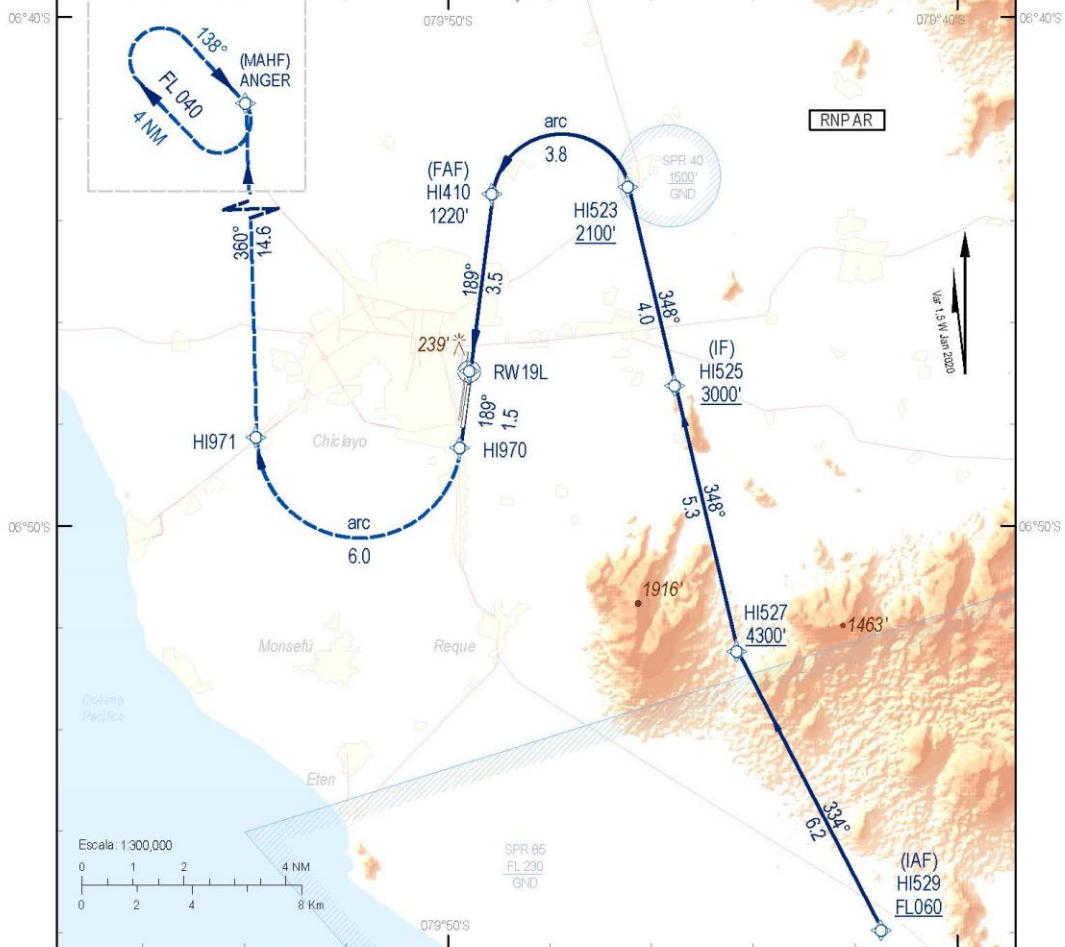 079°50'S
079°40'S
06°40'S
06°40'S
138°
(MAHF)
ANGER
FL 040
4 NM
RNP AR
arc
3.8
SPR 40
1500'
GND
(FAF)
HI410
1220'
HI523
2100'
360°
14.6
189°
3.5
348°
4.0
Var 1.5 W Jan 2020
239'
(IF)
HI525
3000'
RW19L
189°
1.5
HI971
Chiclayo
HI970
348°
5.3
06°50'S
06°50'S
arc
6.0
1916'
HI527
4300'
1463'
Monsefú
Reque
Océano
Pacífico
Eten
334°
6.2
Escala: 1:300,000
0 1 2 4 NM
0 2 4 8 Km
SPR 85
FL 230
GND
(IAF)
HI529
FL060
079°50'S